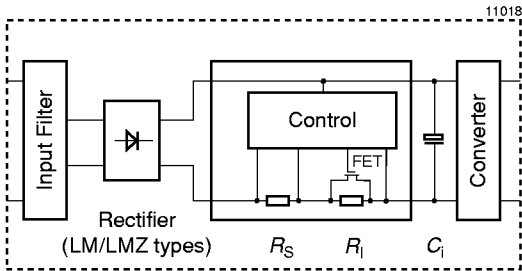 11018
Input Filter
Control
FET
Converter
Rectifier
(LM/LMZ types)
RS
RI
Ci